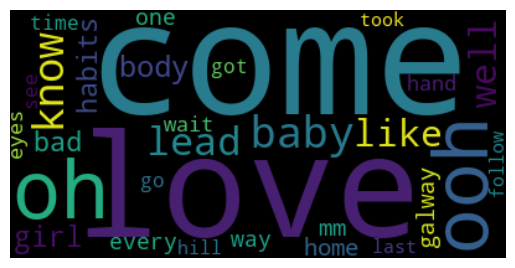 time
one
took
come
know
see
habits
body
got
hand
well
eyes
bad
wait
lead
baby
like
ooh
oh
love
go
follow
galway
girl
every
hill
way
mm
home
last